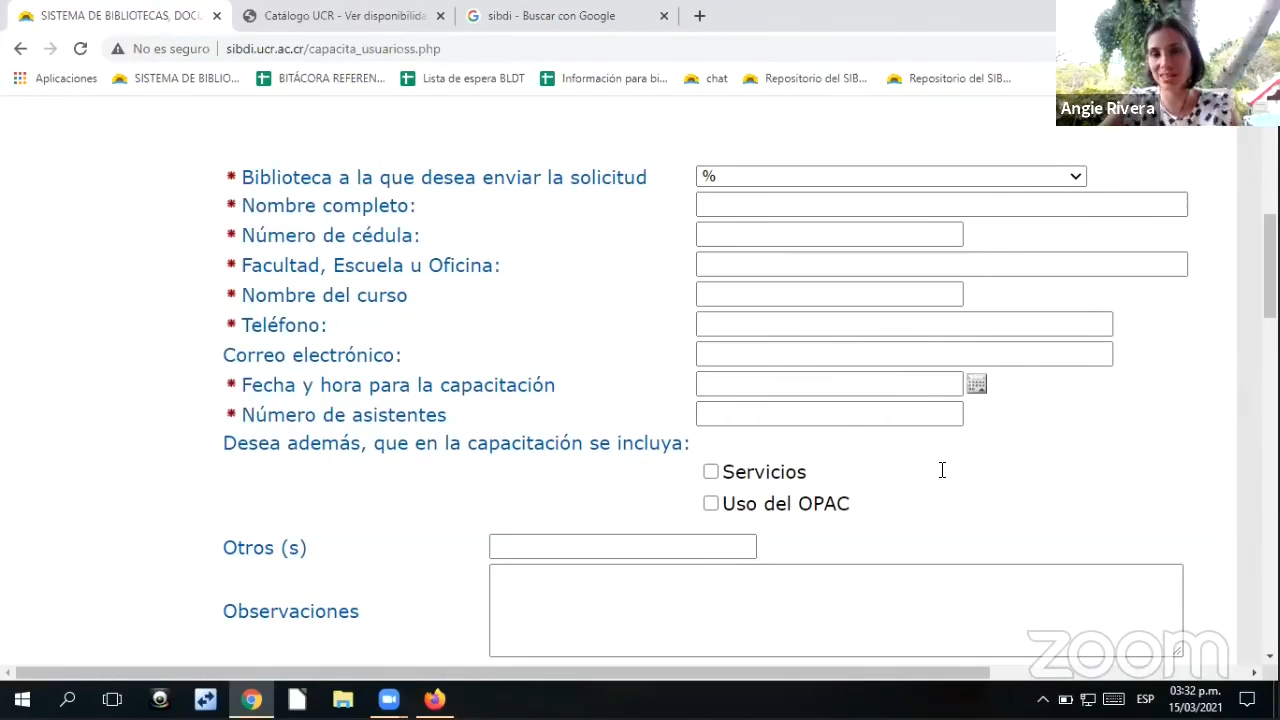 SISTEMA DE BIBLIOTECAS, DOCU
Catálogo UCR - Ver disponibilida
sibdi - Buscar con Google
No es seguro
sibdi.ucr.ac.cr/capacita_usuarioss.php
Aplicaciones
SISTEMA DE BIBLIO...
BITÁCORA REFEREN...
Lista de espera BLDT
Información para bi...
chat
Repositorio del SIB...
Repositorio del SIB...
Angie Rivera
* Biblioteca a la que desea enviar la solicitud
%
* Nombre completo:
* Número de cédula:
* Facultad, Escuela u Oficina:
* Nombre del curso
* Teléfono:
Correo electrónico:
* Fecha y hora para la capacitación
* Número de asistentes
Desea además, que en la capacitación se incluya:
Servicios
Uso del OPAC
Otros (s)
Observaciones
zoom
ESP
03:32 p.m.
15/03/2021